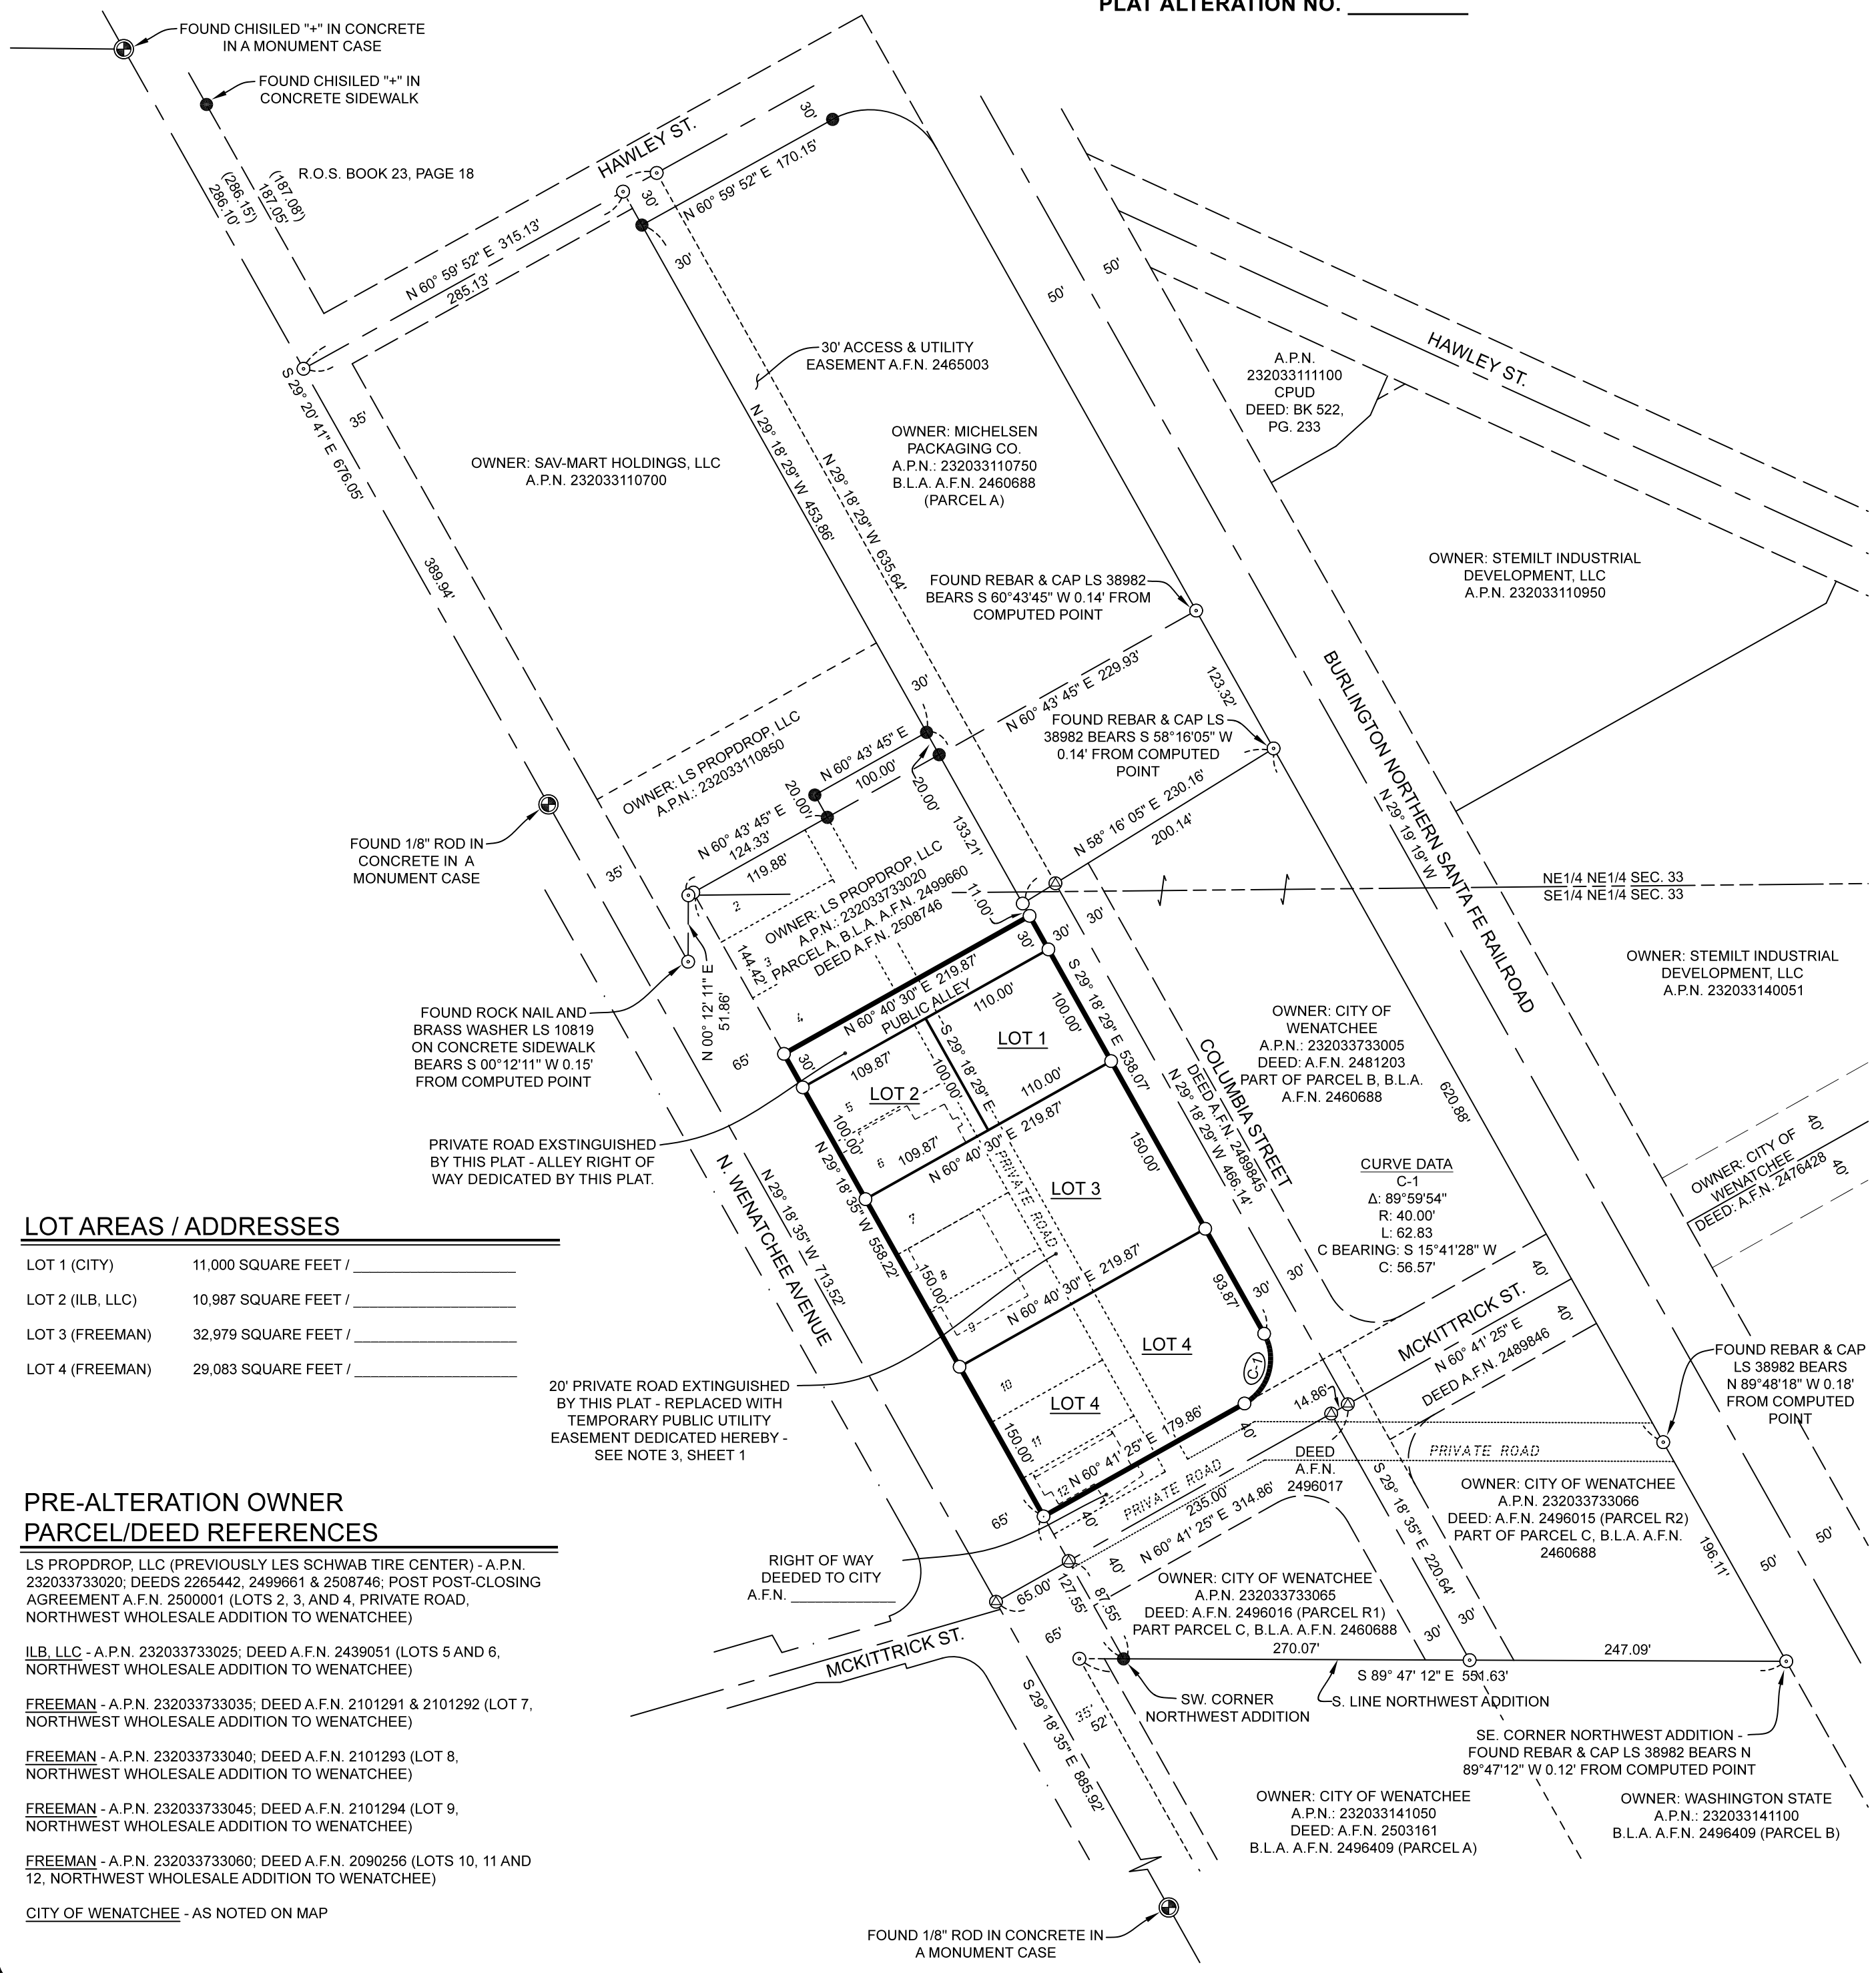 PLAT ALTERATION NO. ___________
FOUND CHISILED "+" IN CONCRETE
IN A MONUMENT CASE
FOUND CHISILED "+" IN
CONCRETE SIDEWALK
R.O.S. BOOK 23, PAGE 18
(286.15')
286.10'
(187.08')
187.05'
HAWLEY ST.
30'
N 60° 59' 52" E 170.15'
30'
N 60° 59' 52" E 315.13'
285.13'
30'
50'
50'
HAWLEY ST.
S 29° 20' 41" E 676.05'
35'
389.94'
30' ACCESS & UTILITY
EASEMENT A.F.N. 2465003
N 29° 18' 29" W 453.86'
N 29° 18' 29" W 635.64'
OWNER: SAV-MART HOLDINGS, LLC
A.P.N. 232033110700
OWNER: MICHELSEN
PACKAGING CO.
A.P.N.: 232033110750
B.L.A. A.F.N. 2460688
(PARCEL A)
A.P.N.
232033111100
CPUD
DEED: BK 522,
PG. 233
OWNER: STEMILT INDUSTRIAL
DEVELOPMENT, LLC
A.P.N. 232033110950
FOUND REBAR & CAP LS 38982
BEARS S 60°43'45" W 0.14' FROM
COMPUTED POINT
123.32'
N 60° 43' 45" E 229.93'
FOUND REBAR & CAP LS
38982 BEARS S 58°16'05" W
0.14' FROM COMPUTED
POINT
BURLINGTON NORTHERN SANTA FE RAILROAD
N 29° 19' 19" W
30'
OWNER: LS PROPDROP, LLC
A.P.N.: 232033110850
N 60° 43' 45" E
100.00'
20.00'
20.00'
N 60° 43' 45" E
124.33'
119.88'
133.21'
N 58° 16' 05" E 230.16'
200.14'
FOUND 1/8" ROD IN
CONCRETE IN A
MONUMENT CASE
35'
2
3
4
OWNER: LS PROPDROP, LLC
A.P.N.: 232033733020
PARCEL A, B.L.A. A.F.N. 2499660
DEED A.F.N. 2508746
144.42'
11.00'
30'
30'
30'
NE1/4 NE1/4 SEC. 33
SE1/4 NE1/4 SEC. 33
OWNER: STEMILT INDUSTRIAL
DEVELOPMENT, LLC
A.P.N. 232033140051
N 00° 12' 11" E
51.86'
FOUND ROCK NAIL AND
BRASS WASHER LS 10819
ON CONCRETE SIDEWALK
BEARS S 00°12'11" W 0.15'
FROM COMPUTED POINT
65'
30'
N 60° 40' 30" E 219.87'
PUBLIC ALLEY
110.00'
109.87'
LOT 1
LOT 2
S 29° 18' 29" E
100.00'
S 29° 18' 29" E 538.07'
100.00'
110.00'
5
6
100.00'
109.87'
N 60° 40' 30" E 219.87'
PRIVATE ROAD EXSTINGUISHED
BY THIS PLAT - ALLEY RIGHT OF
WAY DEDICATED BY THIS PLAT.
COLUMBIA STREET
DEED A.F.N. 2489845
N 29° 18' 29" W 466.14'
OWNER: CITY OF
WENATCHEE
A.P.N.: 232033733005
DEED: A.F.N. 2481203
PART OF PARCEL B, B.L.A.
A.F.N. 2460688
620.88'
CURVE DATA
C-1
Δ: 89°59'54"
R: 40.00'
L: 62.83
C BEARING: S 15°41'28" W
C: 56.57'
OWNER: CITY OF
WENATCHEE
DEED: A.F.N. 2476428
40'
40'
N. WENATCHEE AVENUE
N 29° 18' 35" W 713.52'
N 29° 18' 35" W 558.22'
LOT 3
150.00'
PRIVATE ROAD
7
8
9
150.00'
N 60° 40' 30" E 219.87'
93.87'
30'
30'
C-1
LOT 4
LOT 4
10
11
12
150.00'
N 60° 41' 25" E 179.86'
LOT AREAS / ADDRESSES
LOT 1 (CITY) 11,000 SQUARE FEET / ____________________
LOT 2 (ILB, LLC) 10,987 SQUARE FEET / ____________________
LOT 3 (FREEMAN) 32,979 SQUARE FEET / ____________________
LOT 4 (FREEMAN) 29,083 SQUARE FEET / ____________________
20' PRIVATE ROAD EXTINGUISHED
BY THIS PLAT - REPLACED WITH
TEMPORARY PUBLIC UTILITY
EASEMENT DEDICATED HEREBY -
SEE NOTE 3, SHEET 1
MCKITTRICK ST.
N 60° 41' 25" E
DEED A.F.N. 2489846
40'
40'
14.86'
40'
FOUND REBAR & CAP
LS 38982 BEARS
N 89°48'18" W 0.18'
FROM COMPUTED
POINT
PRIVATE ROAD
DEED
A.F.N.
2496017
PRIVATE ROAD
235.00'
N 60° 41' 25" E 314.86'
65'
40'
40'
OWNER: CITY OF WENATCHEE
A.P.N. 232033733066
DEED: A.F.N. 2496015 (PARCEL R2)
PART OF PARCEL C, B.L.A. A.F.N.
2460688
S 29° 18' 35" E 220.64'
196.11'
50'
50'
RIGHT OF WAY
DEEDED TO CITY
A.F.N. _____________
65.00'
127.55'
87.55'
OWNER: CITY OF WENATCHEE
A.P.N. 232033733065
DEED: A.F.N. 2496016 (PARCEL R1)
PART PARCEL C, B.L.A. A.F.N. 2460688
270.07'
30'
30'
247.09'
S 89° 47' 12" E 551.63'
S. LINE NORTHWEST ADDITION
SW. CORNER
NORTHWEST ADDITION
MCKITTRICK ST.
65'
35'
52'
S 29° 18' 35" E 885.92'
SE. CORNER NORTHWEST ADDITION -
FOUND REBAR & CAP LS 38982 BEARS N
89°47'12" W 0.12' FROM COMPUTED POINT
OWNER: CITY OF WENATCHEE
A.P.N.: 232033141050
DEED: A.F.N. 2503161
B.L.A. A.F.N. 2496409 (PARCEL A)
OWNER: WASHINGTON STATE
A.P.N.: 232033141100
B.L.A. A.F.N. 2496409 (PARCEL B)
FOUND 1/8" ROD IN CONCRETE IN
A MONUMENT CASE
PRE-ALTERATION OWNER
PARCEL/DEED REFERENCES
LS PROPDROP, LLC (PREVIOUSLY LES SCHWAB TIRE CENTER) - A.P.N.
232033733020; DEEDS 2265442, 2499661 & 2508746; POST POST-CLOSING
AGREEMENT A.F.N. 2500001 (LOTS 2, 3, AND 4, PRIVATE ROAD,
NORTHWEST WHOLESALE ADDITION TO WENATCHEE)
ILB, LLC - A.P.N. 232033733025; DEED A.F.N. 2439051 (LOTS 5 AND 6,
NORTHWEST WHOLESALE ADDITION TO WENATCHEE)
FREEMAN - A.P.N. 232033733035; DEED A.F.N. 2101291 & 2101292 (LOT 7,
NORTHWEST WHOLESALE ADDITION TO WENATCHEE)
FREEMAN - A.P.N. 232033733040; DEED A.F.N. 2101293 (LOT 8,
NORTHWEST WHOLESALE ADDITION TO WENATCHEE)
FREEMAN - A.P.N. 232033733045; DEED A.F.N. 2101294 (LOT 9,
NORTHWEST WHOLESALE ADDITION TO WENATCHEE)
FREEMAN - A.P.N. 232033733060; DEED A.F.N. 2090256 (LOTS 10, 11 AND
12, NORTHWEST WHOLESALE ADDITION TO WENATCHEE)
CITY OF WENATCHEE - AS NOTED ON MAP